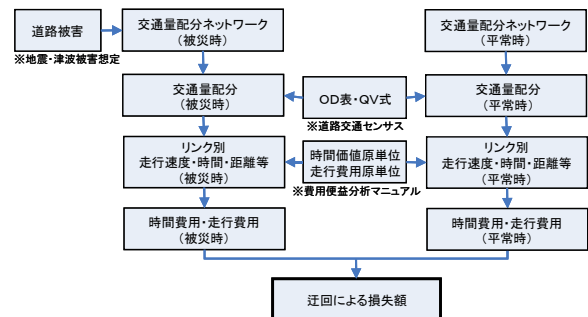 道路被害
※地震・津波被害想定
交通量配分ネットワーク
(被災時)
交通量配分ネットワーク
(平常時)
交通量配分
(被災時)
OD表・QV式
※道路交通センサス
交通量配分
(平常時)
リンク別
走行速度・時間・距離等
(被災時)
時間価値原単位
走行費用原単位
※費用便益分析マニュアル
リンク別
走行速度・時間・距離等
(平常時)
時間費用・走行費用
(被災時)
時間費用・走行費用
(平常時)
迂回による損失額